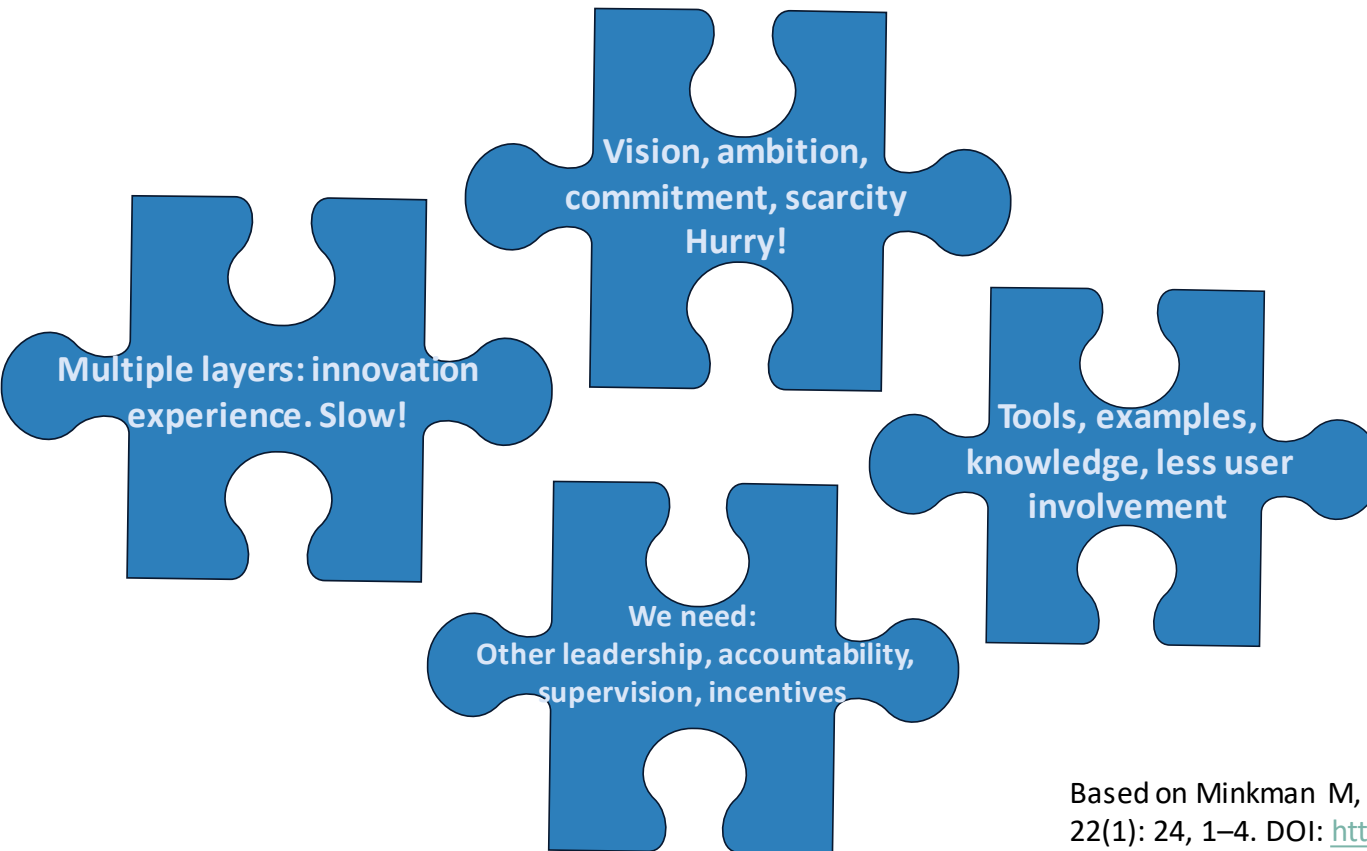 Vision, ambition,
commitment, scarcity
Hurry!
Multiple layers: innovation
experience. Slow!
Tools, examples,
knowledge, less user
involvement
We need:
Other leadership, accountability,
supervision, incentives
Based on Minkman M,
22(1): 24, 1–4. DOI: htt